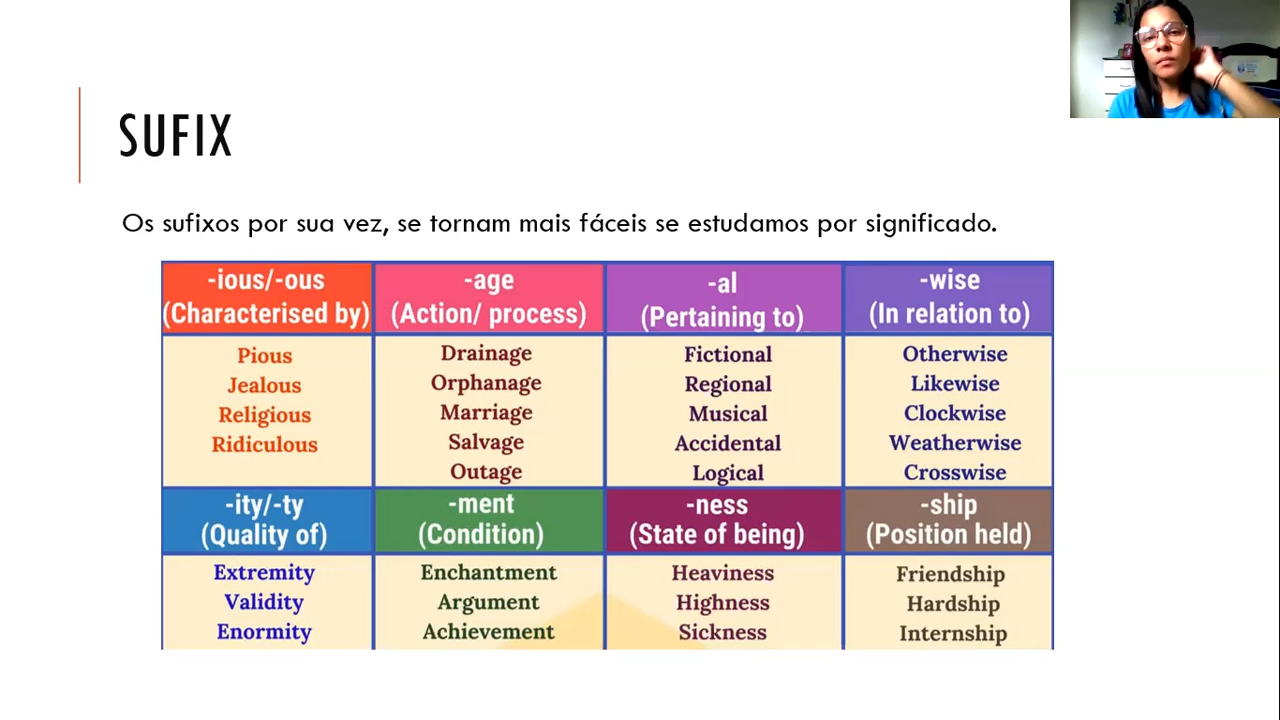 SUFIX
Os sufixos por sua vez, se tornam mais fáceis se estudamos por significado.
-ious/-ous
(Characterised by)
Pious
Jealous
Religious
Ridiculous
-age
(Action/ process)
Drainage
Orphanage
Marriage
Salvage
Outage
-al
(Pertaining to)
Fictional
Regional
Musical
Accidental
Logical
-wise
(In relation to)
Otherwise
Likewise
Clockwise
Weatherwise
Crosswise
-ity/-ty
(Quality of)
Extremity
Validity
Enormity
-ment
(Condition)
Enchantment
Argument
Achievement
-ness
(State of being)
Heaviness
Highness
Sickness
-ship
(Position held)
Friendship
Hardship
Internship